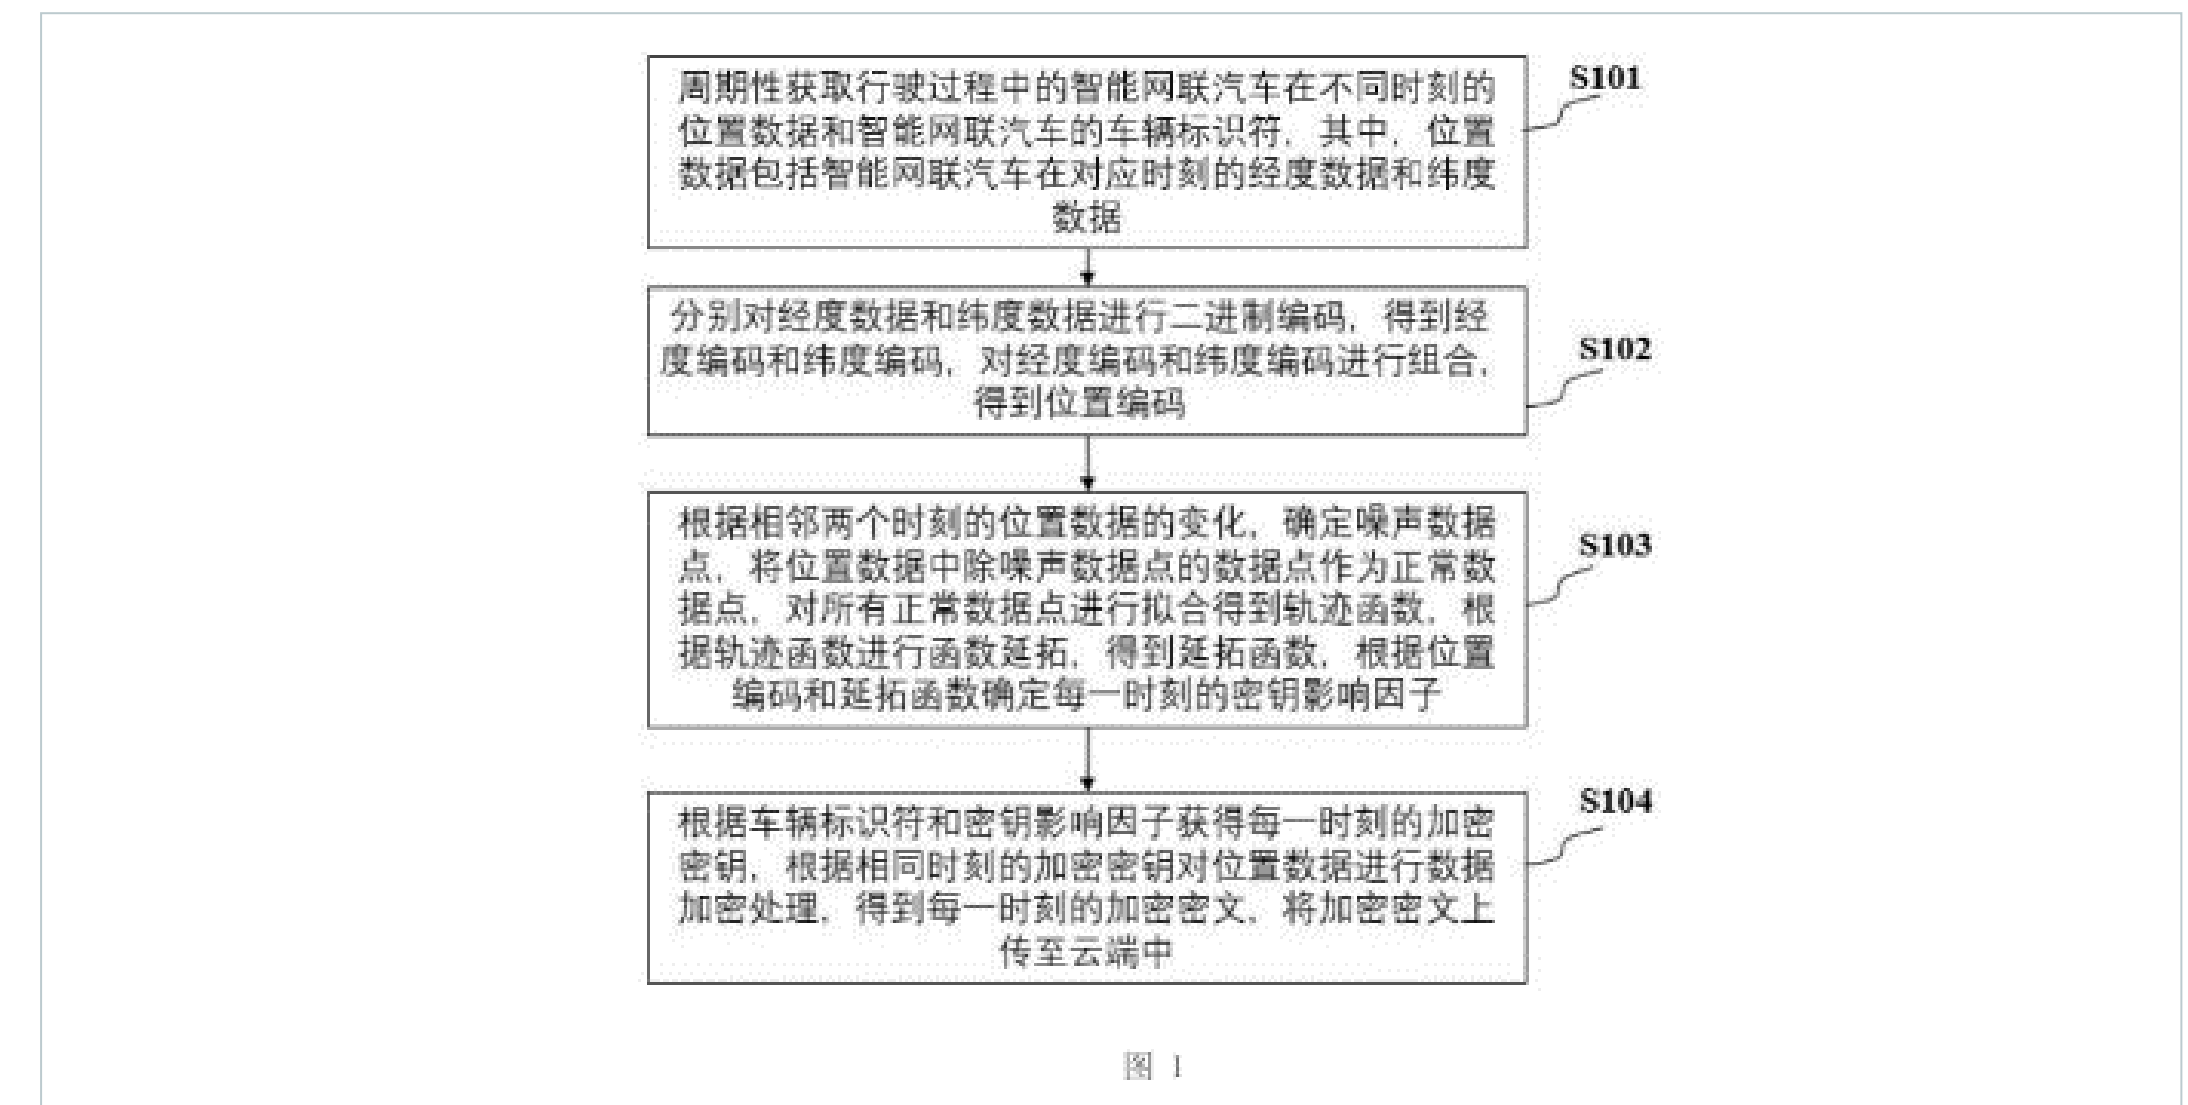 周期性获取行驶过程中的智能网联汽车在不同时刻的
位置数据和智能网联汽车的车辆标识符，其中，位置
数据包括智能网联汽车在对应时刻的经度数据和纬度
数据
S101
分别对经度数据和纬度数据进行二进制编码，得到经
度编码和纬度编码，对经度编码和纬度编码进行组合，
得到位置编码
S102
根据相邻两个时刻的位置数据的变化，确定噪声数据
点，将位置数据中除噪声数据点的数据点作为正常数
据点，对所有正常数据点进行拟合得到轨迹函数，根
据轨迹函数进行函数延拓，得到延拓函数，根据位置
编码和延拓函数确定每一时刻的密钥影响因子
S103
根据车辆标识符和密钥影响因子获得每一时刻的加密
密钥，根据相同时刻的加密密钥对位置数据进行数据
加密处理，得到每一时刻的加密密文，将加密密文上
传至云端中
S104
图 1